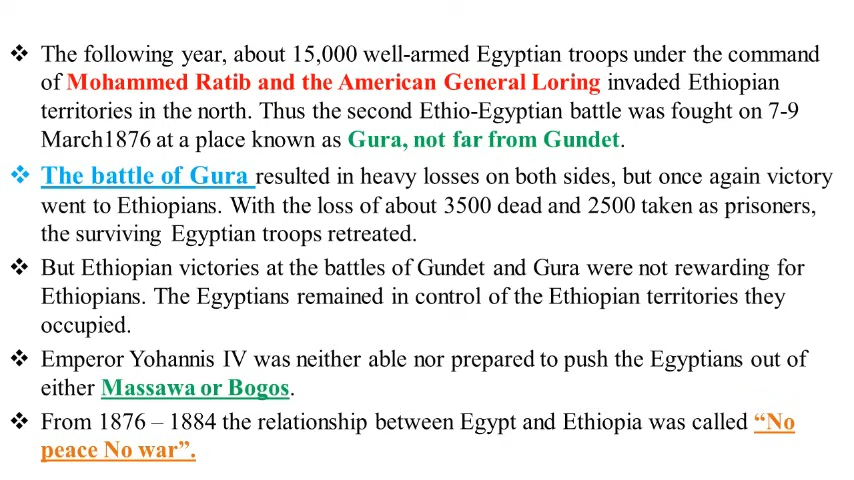 ❖ The following year, about 15,000 well-armed Egyptian troops under the command
of Mohammed Ratib and the American General Loring invaded Ethiopian
territories in the north. Thus the second Ethio-Egyptian battle was fought on 7-9
March1876 at a place known as Gura, not far from Gundet.
❖ The battle of Gura resulted in heavy losses on both sides, but once again victory
went to Ethiopians. With the loss of about 3500 dead and 2500 taken as prisoners,
the surviving Egyptian troops retreated.
❖ But Ethiopian victories at the battles of Gundet and Gura were not rewarding for
Ethiopians. The Egyptians remained in control of the Ethiopian territories they
occupied.
❖ Emperor Yohannis IV was neither able nor prepared to push the Egyptians out of
either Massawa or Bogos.
❖ From 1876 – 1884 the relationship between Egypt and Ethiopia was called “No
peace No war”.